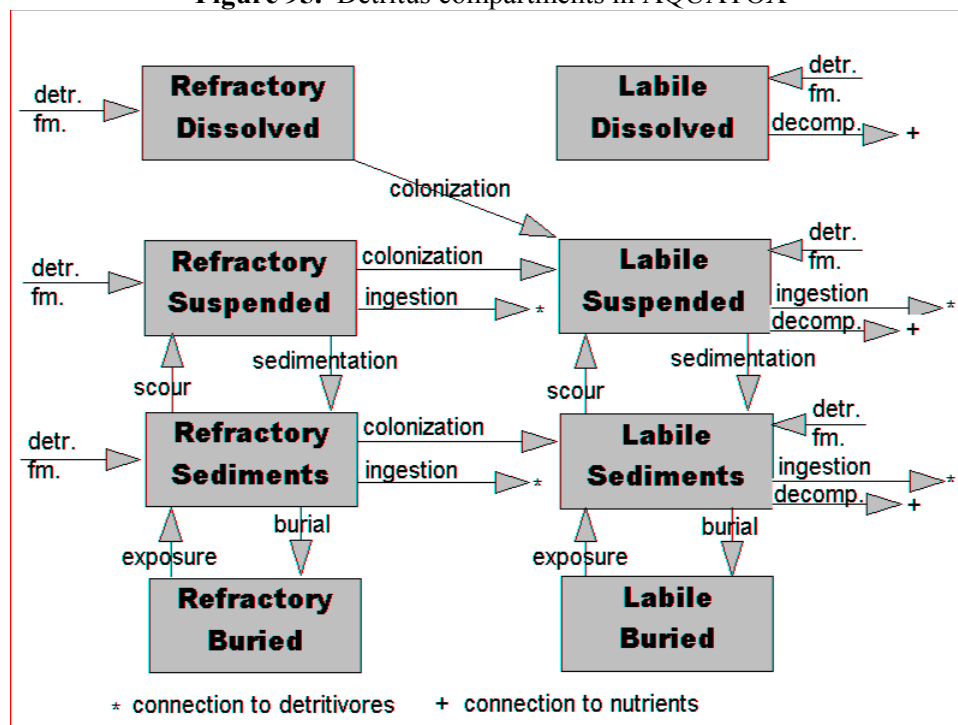 Figure Detritus compartments in AQUATOX
detr.
fm.
Refractory
Dissolved
Labile
Dissolved
detr.
fm.
decomp.
+
colonization
detr.
fm.
Refractory
Suspended
colonization
ingestion
*
Labile
Suspended
detr.
fm.
ingestion
*
decomp.
+
scour
sedimentation
scour
sedimentation
detr.
fm.
Refractory
Sediments
colonization
ingestion
*
Labile
Sediments
detr.
fm.
ingestion
*
decomp.
+
exposure
burial
exposure
burial
Refractory
Buried
Labile
Buried
* connection to detritivores + connection to nutrients